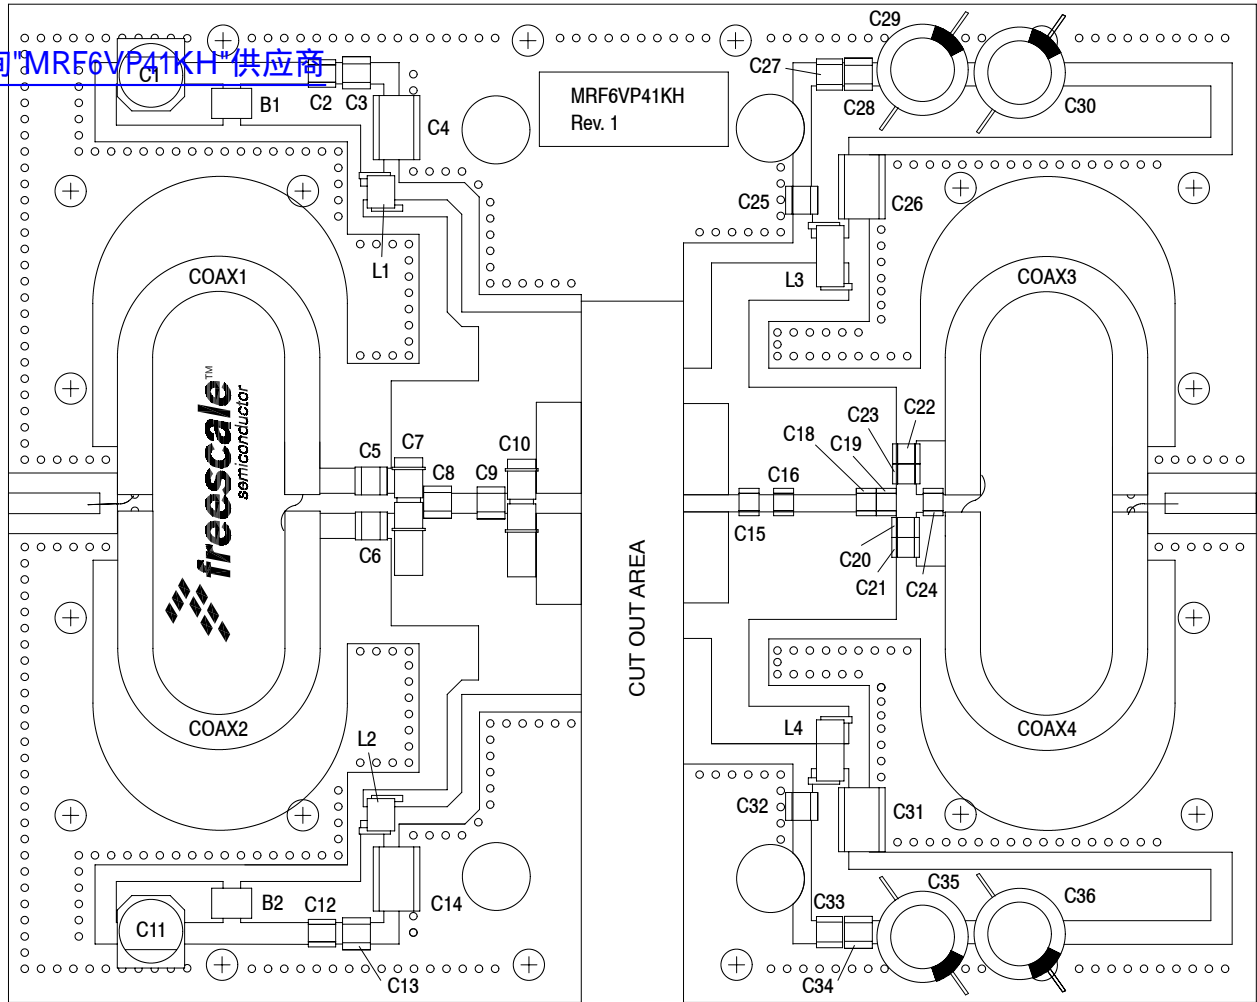 C29
询"MRF6VP41KH"供应商
C1
C27
B1
C2
C3
C28
C30
MRF6VP41KH
Rev. 1
C4
C25
C26
L1
L3
COAX1
COAX3
freescale™
semiconductor
C22
C23
C18
C19
C5
C7
C10
C8
C9
C16
C15
C6
C20
C21
C24
CUT OUT AREA
COAX2
COAX4
L2
L4
C32
C31
B2
C12
C14
C35
C36
C33
C11
C13
C34